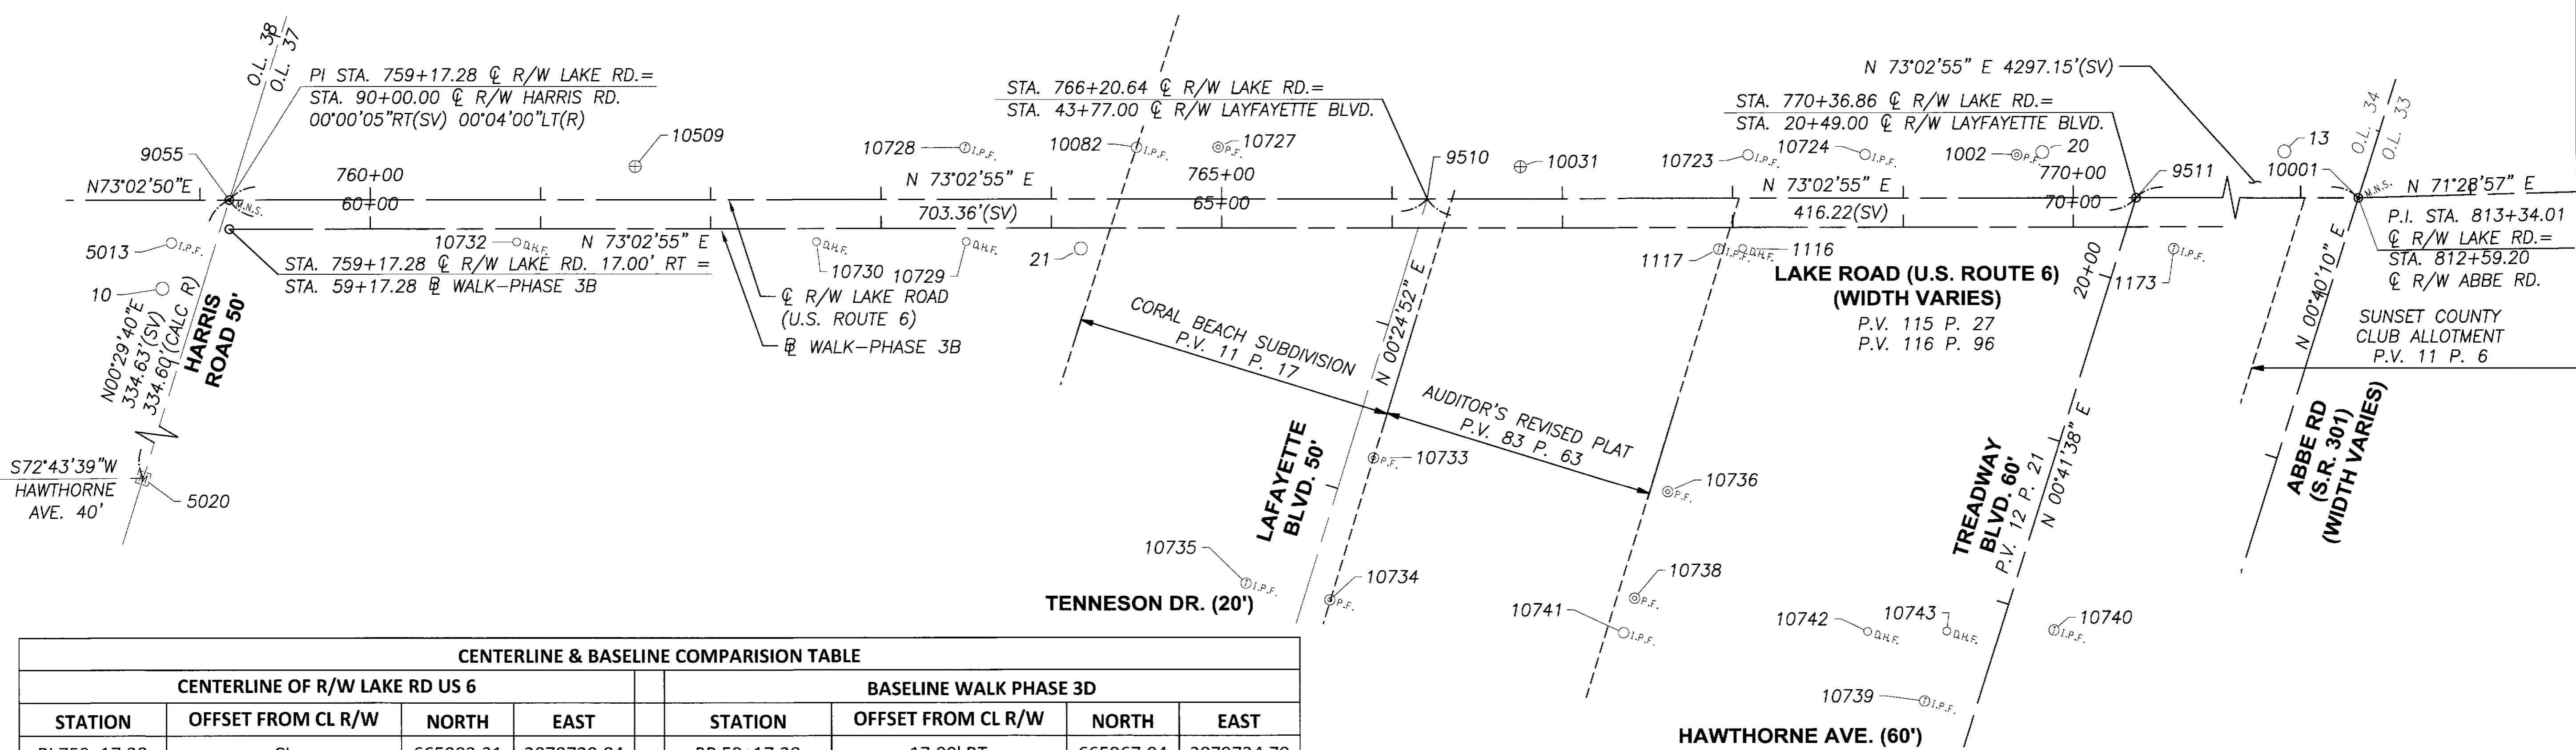 O.L. 38
O.L. 37
PI STA. 759+17.28 ℄ R/W LAKE RD.=
STA. 90+00.00 ℄ R/W HARRIS RD.
00°00'05"RT(SV) 00°04'00"LT(R)
9055
N73°02'50"E
M.N.S.
5013
I.P.F.
10
N00°29'40"E
334.63'(SV)
334.60'(CALC R)
HARRIS
ROAD 50'
S72°43'39"W
HAWTHORNE
AVE. 40'
M
5020
760+00
60+00
10509
10732
D.H.F.
N 73°02'55" E
STA. 759+17.28 ℄ R/W LAKE RD. 17.00' RT =
STA. 59+17.28 BL WALK-PHASE 3B
10728
I.P.F.
N 73°02'55" E
703.36'(SV)
D.H.F.
10730
10729
D.H.F.
℄ R/W LAKE ROAD
(U.S. ROUTE 6)
BL WALK-PHASE 3B
10082
I.P.F.
P.F.
10727
765+00
65+00
21
STA. 766+20.64 ℄ R/W LAKE RD.=
STA. 43+77.00 ℄ R/W LAYFAYETTE BLVD.
9510
10031
CORAL BEACH SUBDIVISION
P.V. 11 P. 17
N 00°24'52" E
AUDITOR'S REVISED PLAT
P.V. 83 P. 63
LAFAYETTE
BLVD. 50'
P.F.
10733
10735
I.P.F.
P.F.
10734
TENNESON DR. (20')
N 73°02'55" E 4297.15'(SV)
STA. 770+36.86 ℄ R/W LAKE RD.=
STA. 20+49.00 ℄ R/W LAYFAYETTE BLVD.
10723
I.P.F.
10724
I.P.F.
1002
P.F.
20
N 73°02'55" E
416.22(SV)
770+00
70+00
9511
1117
I.P.F.
D.H.F.
1116
LAKE ROAD (U.S. ROUTE 6)
(WIDTH VARIES)
P.V. 115 P. 27
P.V. 116 P. 96
20+00
1173
I.P.F.
10736
P.F.
10738
P.F.
10741
I.P.F.
TREADWAY
BLVD. 60'
P.V. 12 P. 21
N 00°41'38" E
10742
D.H.F.
10743
D.H.F.
10740
I.P.F.
10739
I.P.F.
HAWTHORNE AVE. (60')
13
O.L. 34
O.L. 33
10001
M.N.S.
N 71°28'57" E
P.I. STA. 813+34.01
℄ R/W LAKE RD.=
STA. 812+59.20
℄ R/W ABBE RD.
N 00°40'10" E
SUNSET COUNTY
CLUB ALLOTMENT
P.V. 11 P. 6
ABBE RD
(S.R. 301)
(WIDTH VARIES)
CENTERLINE & BASELINE COMPARISION TABLE
CENTERLINE OF R/W LAKE RD US 6 BASELINE WALK PHASE 3D
STATION OFFSET FROM CL R/W NORTH EAST STATION OFFSET FROM CL R/W NORTH EAST